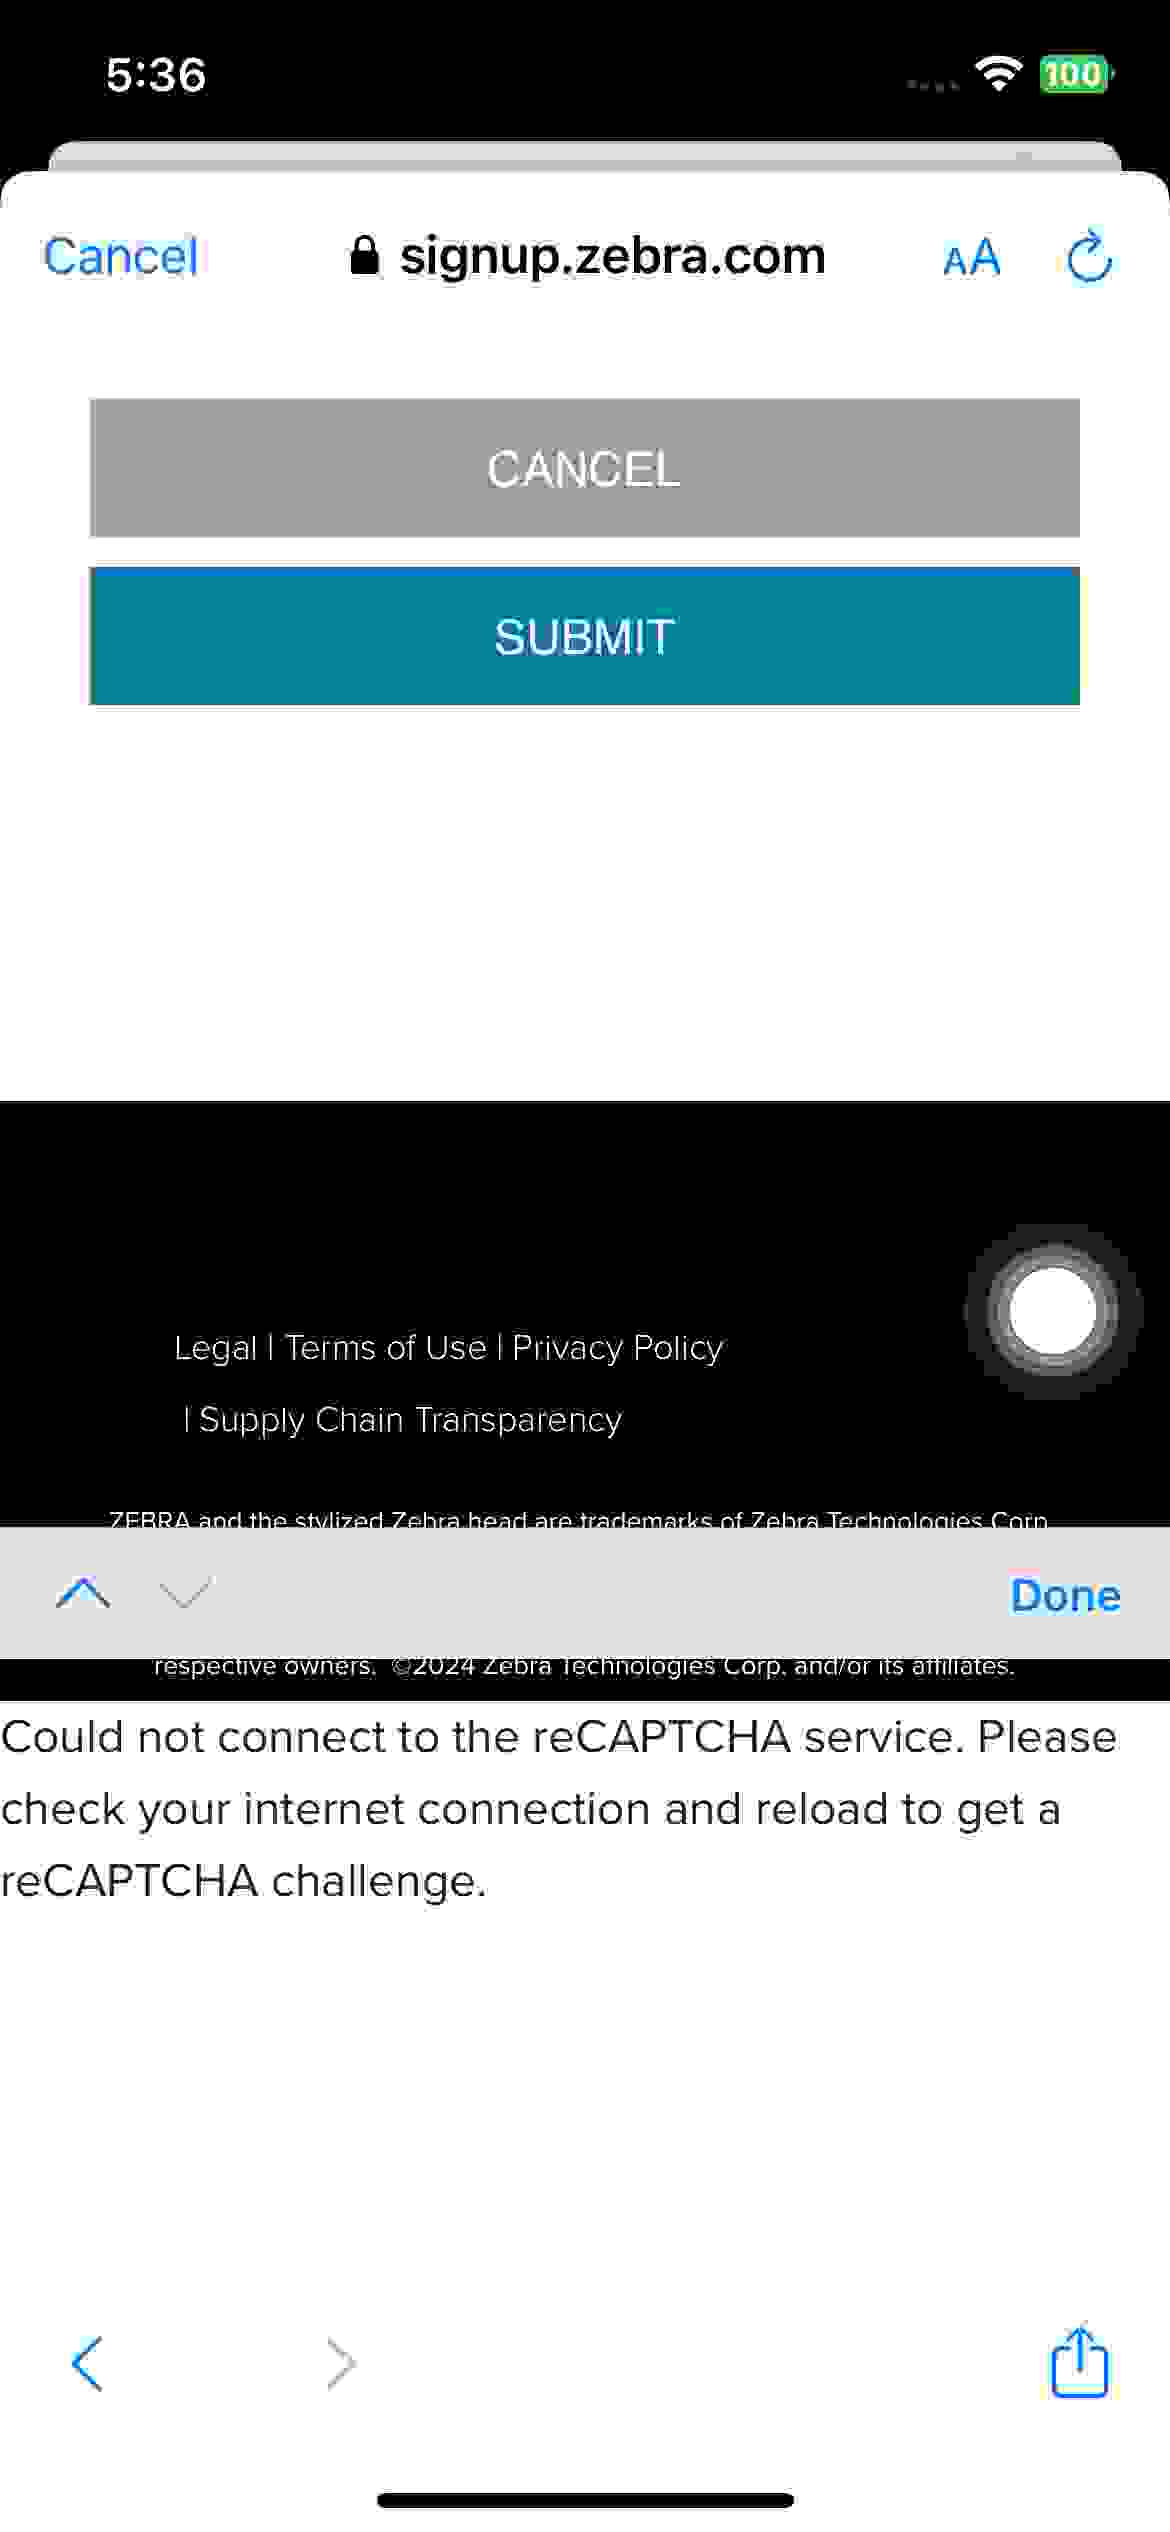 5:36
100
Cancel
signup.zebra.com
AA
CANCEL
SUBMIT
Legal | Terms of Use | Privacy Policy
| Supply Chain Transparency
ZEBRA and the stylized Zebra head are trademarks of Zebra Technologies Corp
Done
respective owners. ©2024 Zebra Technologies Corp. and/or its affiliates.
Could not connect to the reCAPTCHA service. Please
check your internet connection and reload to get a
reCAPTCHA challenge.